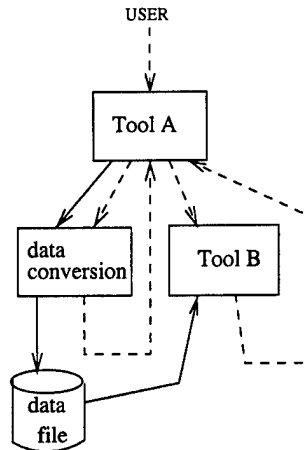 USER
Tool A
data
conversion
Tool B
data
file